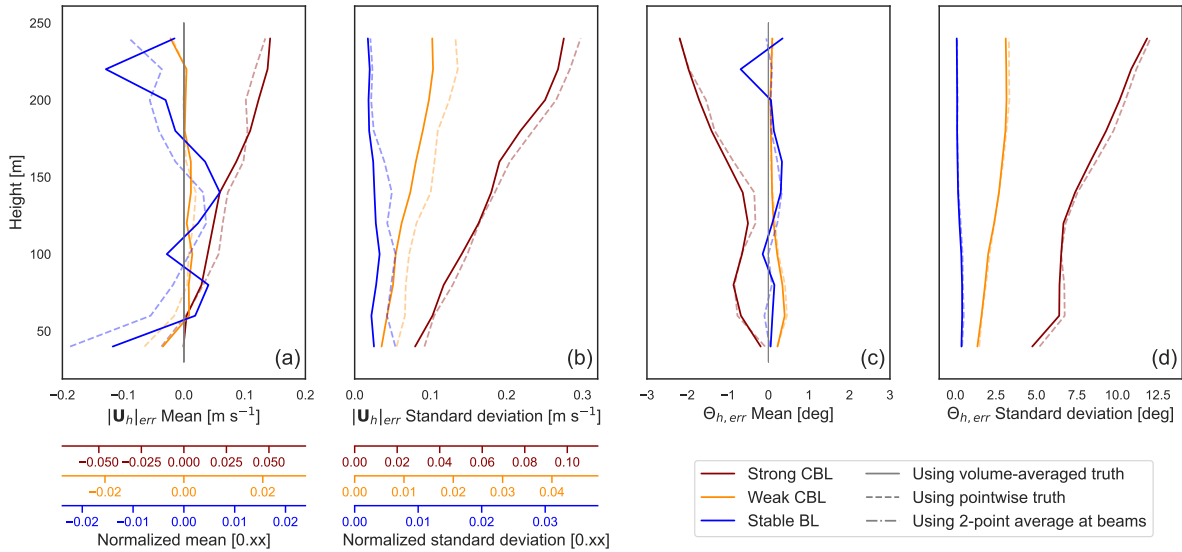 250
200
150
100
50
Height [m]
(a)
(b)
(c)
(d)
−0.2 −0.1 0.0 0.1 0.2
0.0 0.1 0.2 0.3
−3 −2 −1 0 1 2 3
0.0 2.5 5.0 7.5 10.0 12.5
|U_h|_err Mean [m s⁻¹]
|U_h|_err Standard deviation [m s⁻¹]
Θ_h, err Mean [deg]
Θ_h, err Standard deviation [deg]
−0.050 −0.025 0.000 0.025 0.050
0.00 0.02 0.04 0.06 0.08 0.10
−0.02 0.00 0.02
0.00 0.01 0.02 0.03 0.04
−0.02 −0.01 0.00 0.01 0.02
0.00 0.01 0.02 0.03
Normalized mean [0.xx]
Normalized standard deviation [0.xx]
Strong CBL
Weak CBL
Stable BL
Using volume-averaged truth
Using pointwise truth
Using 2-point average at beams